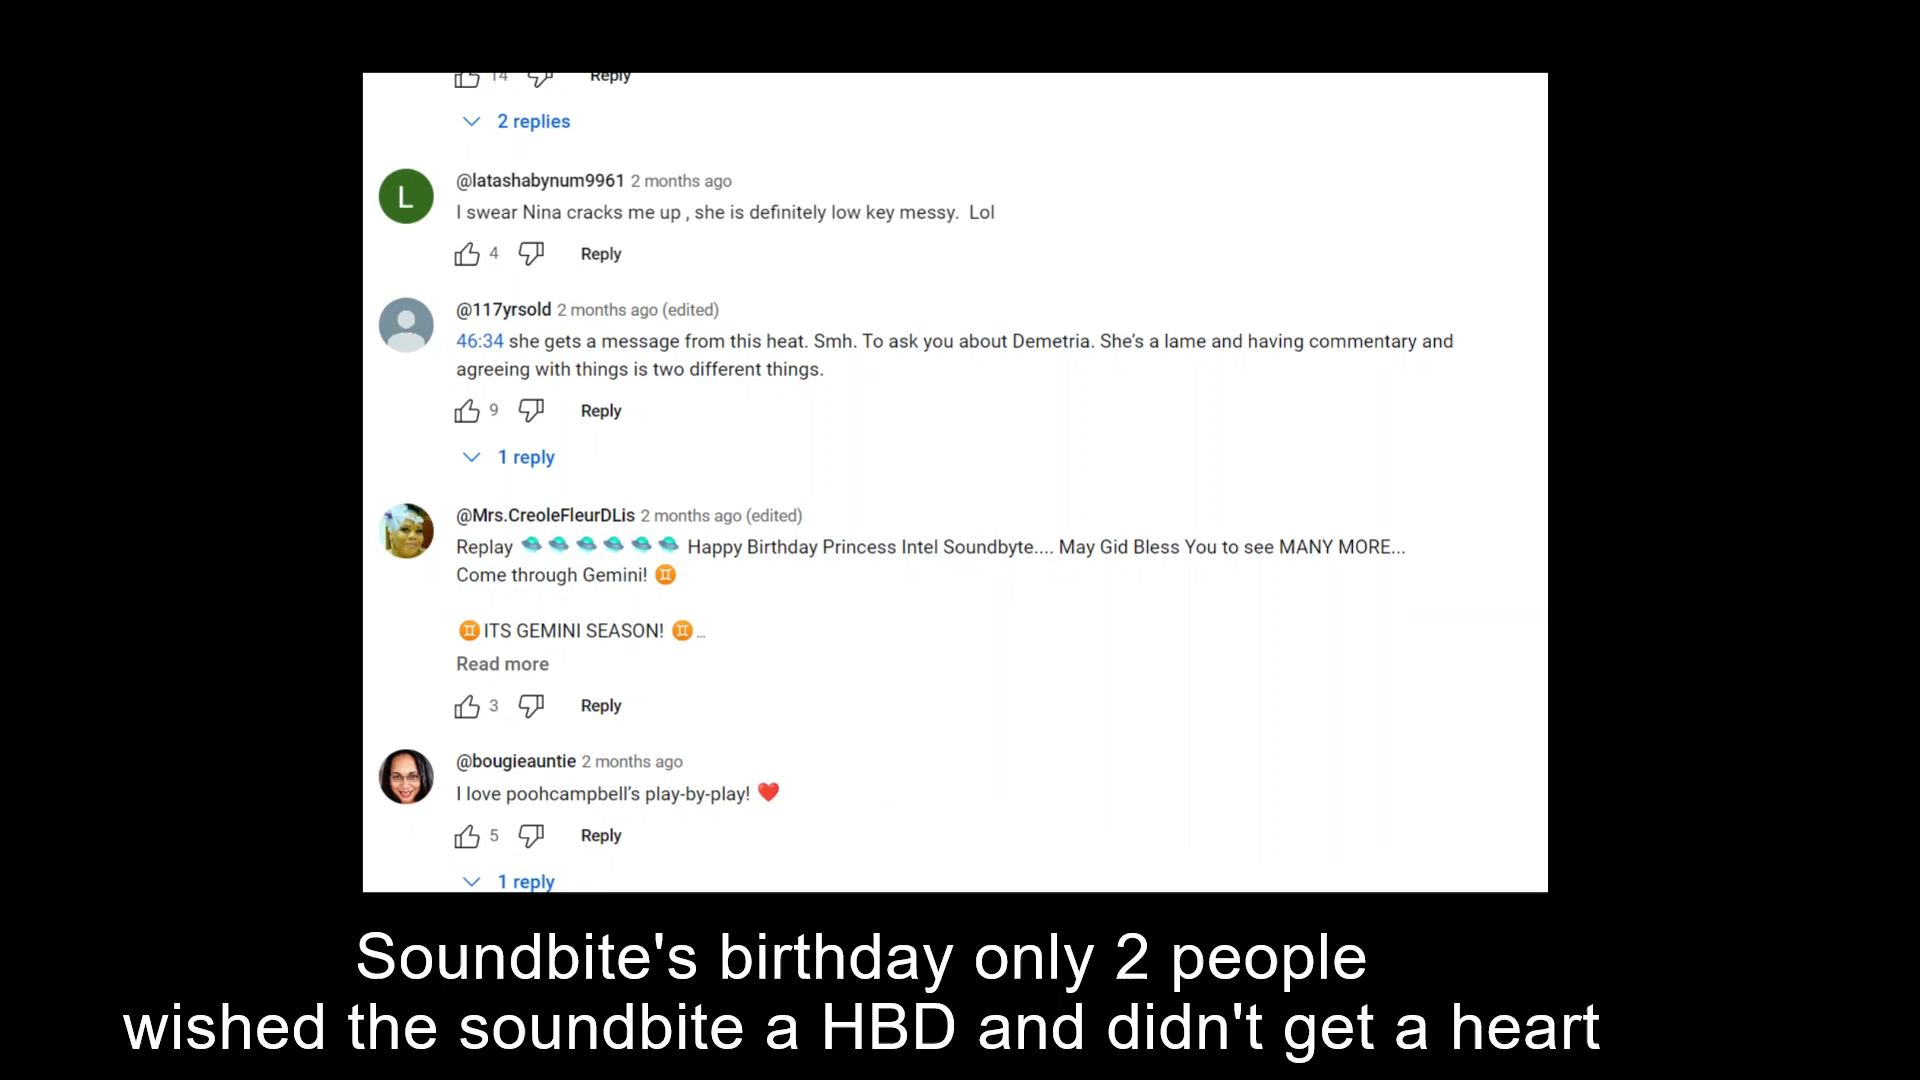 14 Reply
2 replies
L
@latashabynum9961 2 months ago
I swear Nina cracks me up , she is definitely low key messy. Lol
4 Reply
@117yrsold 2 months ago (edited)
46:34 she gets a message from this heat. Smh. To ask you about Demetria. She's a lame and having commentary and
agreeing with things is two different things.
9 Reply
1 reply
@Mrs.CreoleFleurDLis 2 months ago (edited)
Replay 🛸🛸🛸🛸🛸🛸 Happy Birthday Princess Intel Soundbyte.... May Gid Bless You to see MANY MORE...
Come through Gemini! ♊
♊ITS GEMINI SEASON! ♊ ...
Read more
3 Reply
@bougieauntie 2 months ago
I love poohcampbell's play-by-play! ❤️
5 Reply
1 reply
Soundbite's birthday only 2 people
wished the soundbite a HBD and didn't get a heart